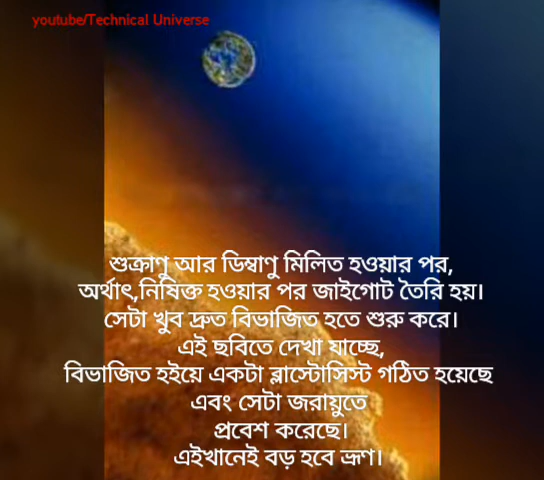 youtube/Technical Universe
শুক্রাণু আর ডিম্বাণু মিলিত হওয়ার পর,
অর্থাৎ,নিষিক্ত হওয়ার পর জাইগোট তৈরি হয়।
সেটা খুব দ্রুত বিভাজিত হতে শুরু করে।
এই ছবিতে দেখা যাচ্ছে,
বিভাজিত হইয়ে একটা ব্লাস্টোসিস্ট গঠিত হয়েছে
এবং সেটা জরায়ুতে
প্রবেশ করেছে।
এইখানেই বড় হবে ভ্রূণ।